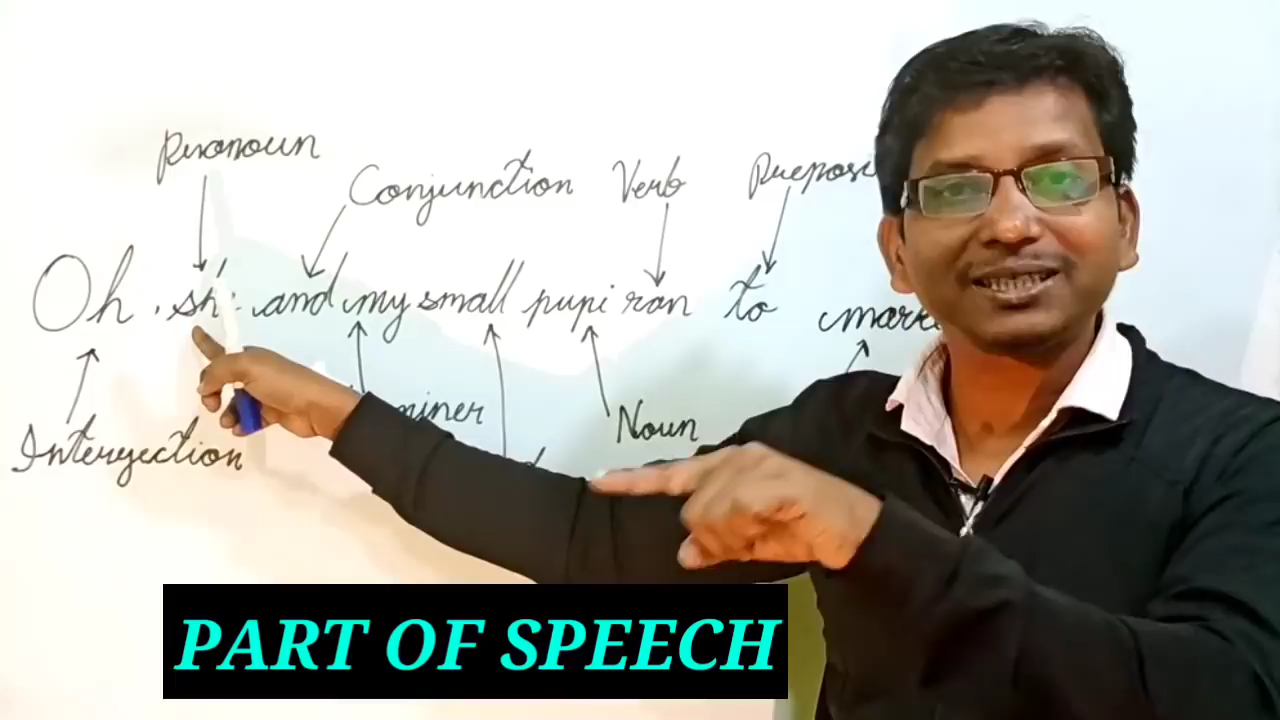 Pronoun
Conjunction Verb
Oh, and my small pupi ran to
Noun
Interjection
PART OF SPEECH